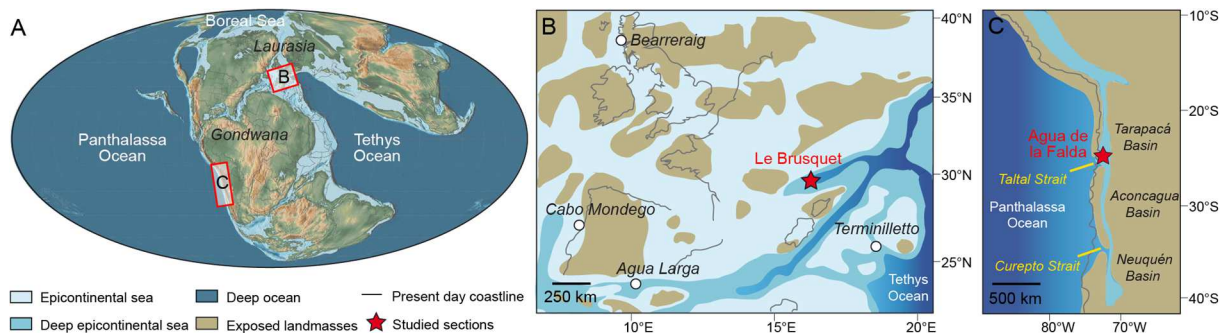 A
Boreal Sea
Laurasia
B
Panthalassa
Ocean
Gondwana
Tethys
Ocean
C
Epicontinental sea
Deep ocean
Present day coastline
Deep epicontinental sea
Exposed landmasses
Studied sections
B
Bearreraig
Le Brusquet
Cabo Mondego
Terminilletto
Agua Larga
250 km
Tethys
Ocean
40°N
35°N
30°N
25°N
10°E
15°E
20°E
C
10°S
20°S
Agua de
la Falda
Tarapacá
Basin
Taltal Strait
Panthalassa
Ocean
Aconcagua
Basin
30°S
Curepto Strait
Neuquén
Basin
500 km
40°S
80°W
70°W